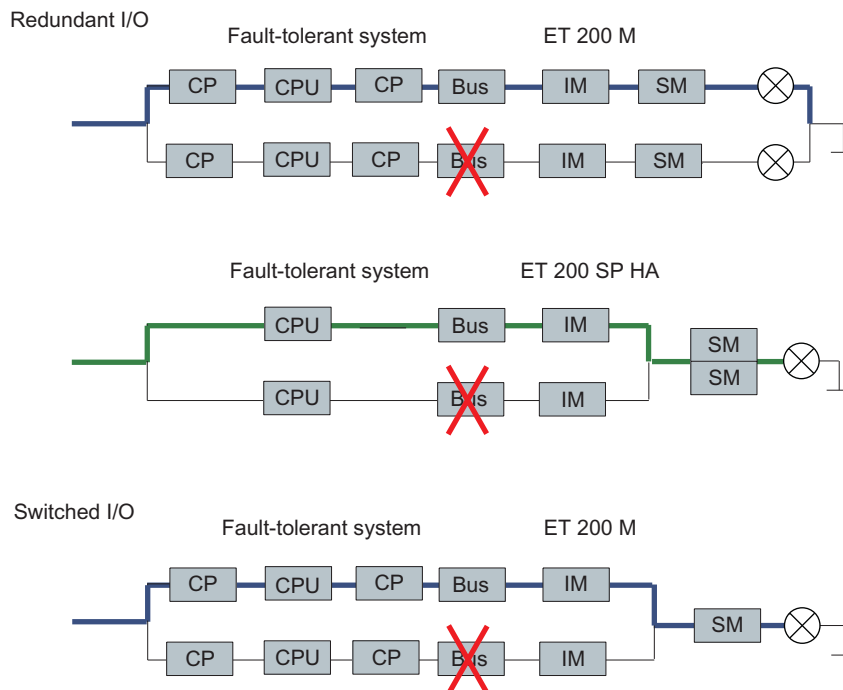 Redundant I/O
Fault-tolerant system ET 200 M
CP CPU CP Bus IM SM
CP CPU CP Bus IM SM
Fault-tolerant system ET 200 SP HA
CPU Bus IM
SM
CPU Bus IM
SM
Switched I/O
Fault-tolerant system ET 200 M
CP CPU CP Bus IM
SM
CP CPU CP Bus IM